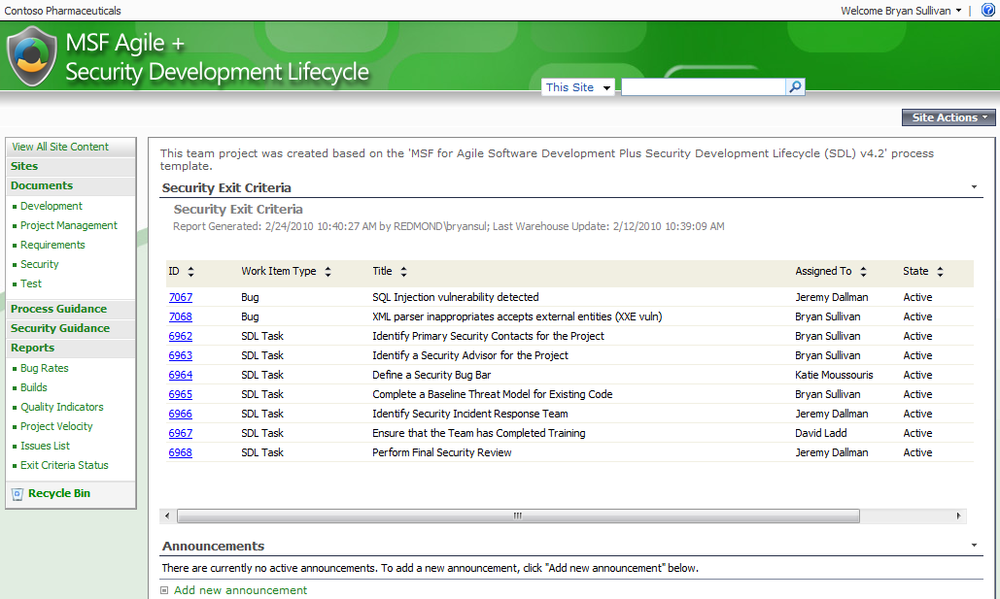 Contoso Pharmaceuticals
Welcome Bryan Sullivan
MSF Agile +
Security Development Lifecycle
This Site
Site Actions
View All Site Content
Sites
Documents
Development
Project Management
Requirements
Security
Test
Process Guidance
Security Guidance
Reports
Bug Rates
Builds
Quality Indicators
Project Velocity
Issues List
Exit Criteria Status
Recycle Bin
This team project was created based on the 'MSF for Agile Software Development Plus Security Development Lifecycle (SDL) v4.2' process
template.
Security Exit Criteria
Security Exit Criteria
Report Generated: 2/24/2010 10:40:27 AM by REDMOND\bryansul; Last Warehouse Update: 2/12/2010 10:39:09 AM
ID Work Item Type Title Assigned To State
7067 Bug SQL Injection vulnerability detected Jeremy Dallman Active
7068 Bug XML parser inappropriates accepts external entities (XXE vuln) Bryan Sullivan Active
6962 SDL Task Identify Primary Security Contacts for the Project Bryan Sullivan Active
6963 SDL Task Identify a Security Advisor for the Project Bryan Sullivan Active
6964 SDL Task Define a Security Bug Bar Katie Moussouris Active
6965 SDL Task Complete a Baseline Threat Model for Existing Code Bryan Sullivan Active
6966 SDL Task Identify Security Incident Response Team Jeremy Dallman Active
6967 SDL Task Ensure that the Team has Completed Training David Ladd Active
6968 SDL Task Perform Final Security Review Jeremy Dallman Active
Announcements
There are currently no active announcements. To add a new announcement, click "Add new announcement" below.
Add new announcement